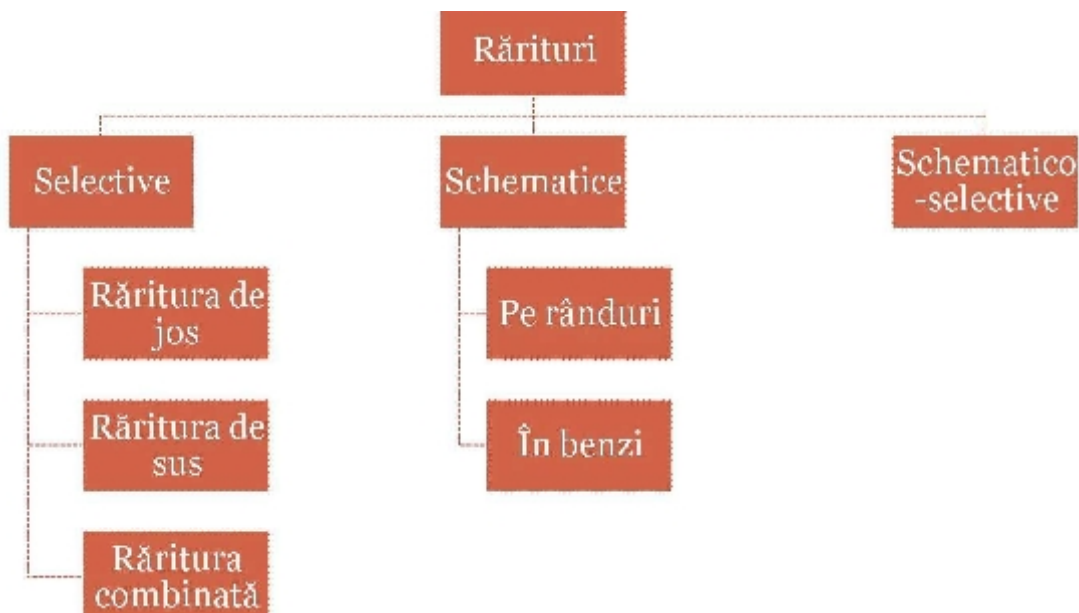 Rărituri
Selective
Schematice
Schematico
-selective
Răritura de
jos
Pe rânduri
Răritura de
sus
În benzi
Răritura
combinată